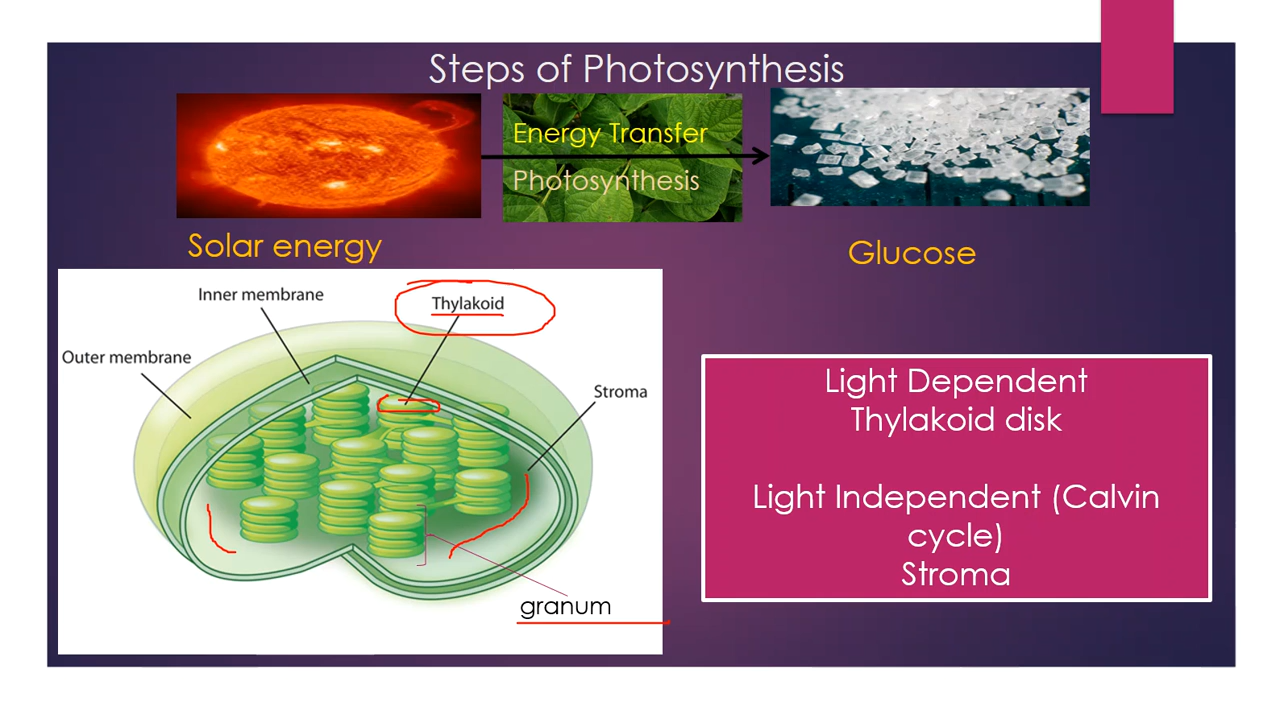 Steps of Photosynthesis
Energy Transfer
Photosynthesis
Solar energy
Glucose
Inner membrane
Thylakoid
Outer membrane
Stroma
granum
Light Dependent
Thylakoid disk
Light Independent (Calvin
cycle)
Stroma